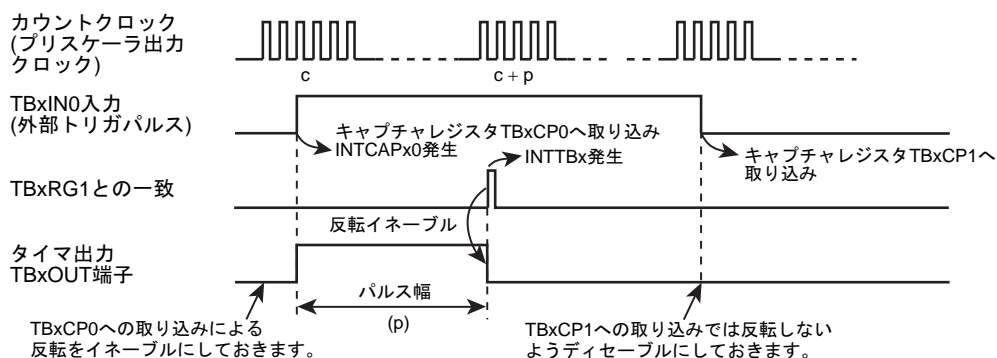 カウントクロック
(プリスケーラ出力
クロック)
c
c + p
TBxIN0入力
(外部トリガパルス)
キャプチャレジスタTBxCP0へ取り込み
INTCAPx0発生
INTTBx発生
キャプチャレジスタTBxCP1へ
取り込み
TBxRG1との一致
反転イネーブル
タイマ出力
TBxOUT端子
パルス幅
(p)
TBxCP0への取り込みによる
反転をイネーブルにしておきます。
TBxCP1への取り込みでは反転しない
ようディセーブルにしておきます。